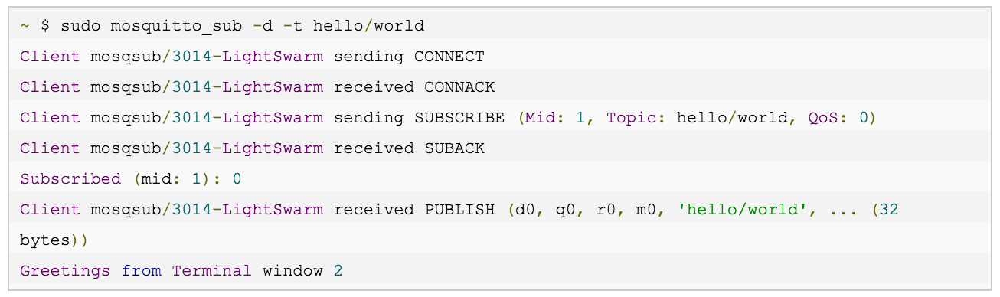 ~ $ sudo mosquitto_sub -d -t hello/world
Client mosqsub/3014-LightSwarm sending CONNECT
Client mosqsub/3014-LightSwarm received CONNACK
Client mosqsub/3014-LightSwarm sending SUBSCRIBE (Mid: 1, Topic: hello/world, QoS: 0)
Client mosqsub/3014-LightSwarm received SUBACK
Subscribed (mid: 1): 0
Client mosqsub/3014-LightSwarm received PUBLISH (d0, q0, r0, m0, 'hello/world', ... (32
bytes))
Greetings from Terminal window 2